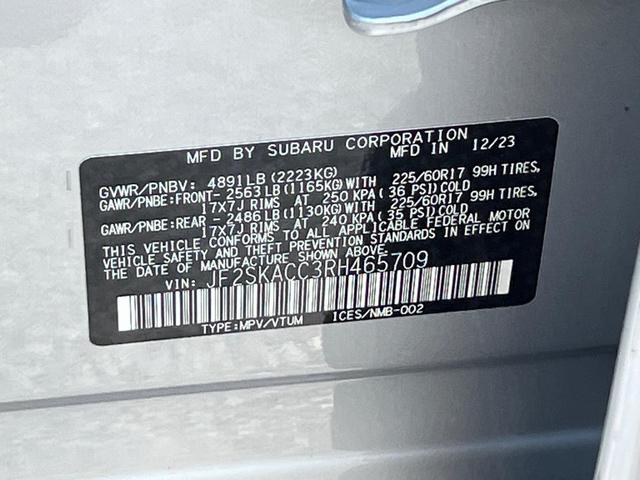 MFD BY SUBARU CORPORATION
MFD IN 12/23
GVWR/PNBV: 4891LB (2223KG)
GAWR/PNBE:FRONT- 2563LB(1165KG)WITH 225/60R17 99H TIRES,
17x7J RIMS AT 250 KPA( 36 PSI)COLD
GAWR/PNBE:REAR - 2486LB(1130KG)WITH 225/60R17 99H TIRES,
17x7J RIMS AT 240 KPA( 35 PSI)COLD
THIS VEHICLE CONFORMS TO ALL APPLICABLE FEDERAL MOTOR
VEHICLE SAFETY AND THEFT PREVENTION STANDARDS IN EFFECT ON
THE DATE OF MANUFACTURE SHOWN ABOVE.
VIN: JF2SKACC3RH465709
TYPE:MPV/VTUM ICES/NMB-002